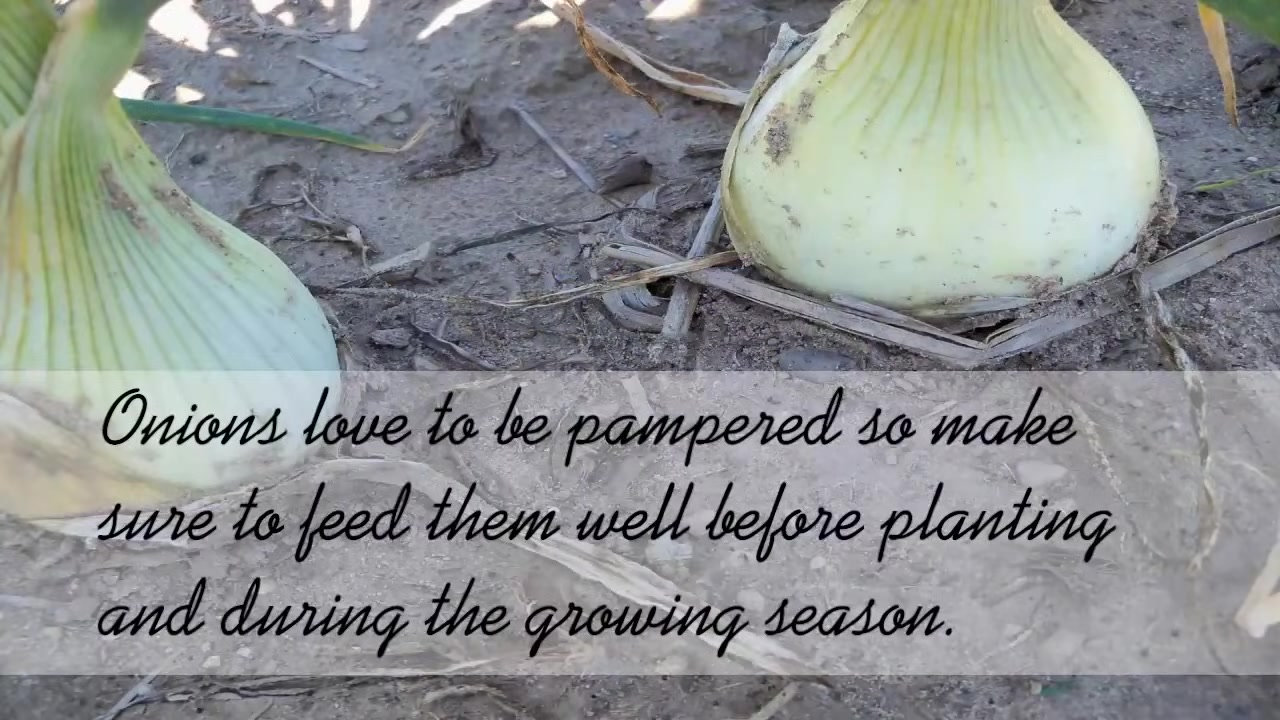 Onions love to be pampered so make
sure to feed them well before planting
and during the growing season.